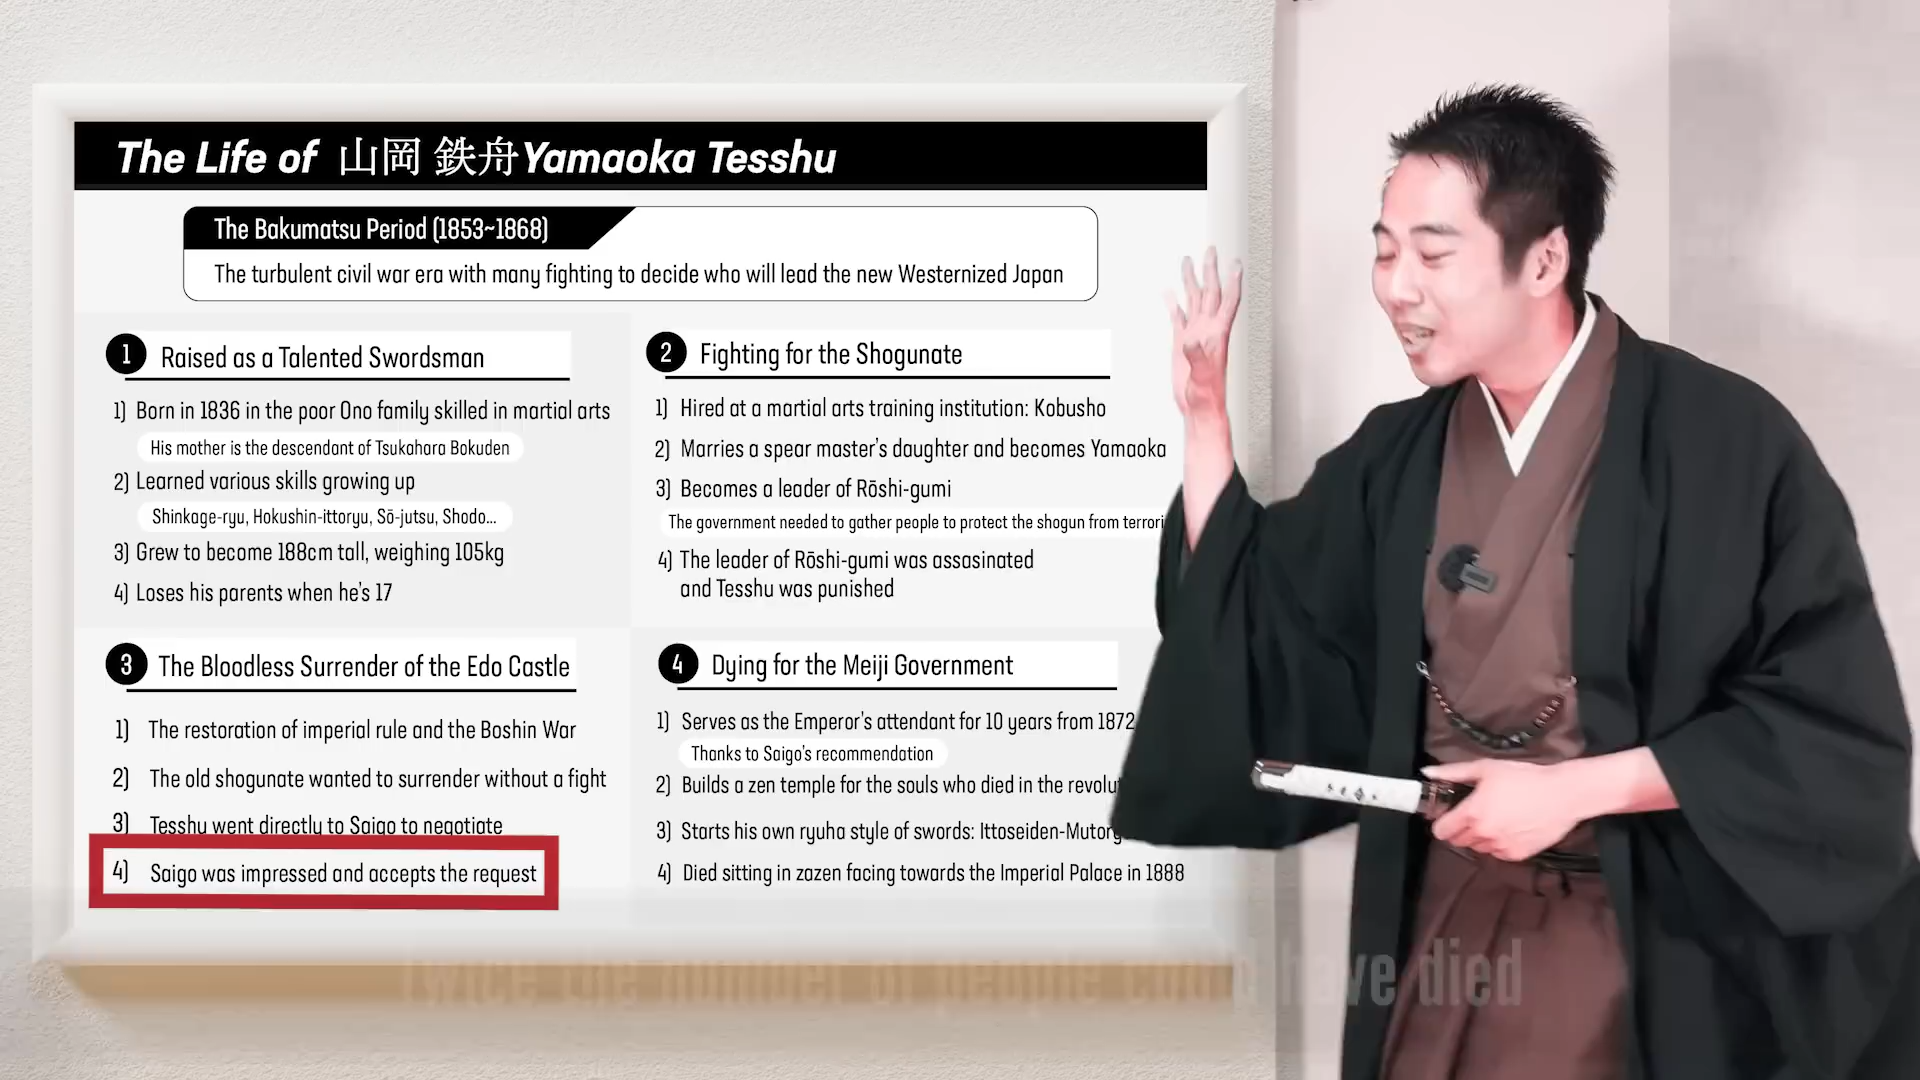 The Life of 山岡 鉄舟 Yamaoka Tesshu
The Bakumatsu Period (1853~1868)
The turbulent civil war era with many fighting to decide who will lead the new Westernized Japan
1 Raised as a Talented Swordsman
1) Born in 1836 in the poor Ono family skilled in martial arts
His mother is the descendant of Tsukahara Bokuden
2) Learned various skills growing up
Shinkage-ryu, Hokushin-ittoryu, Sō-jutsu, Shodo...
3) Grew to become 188cm tall, weighing 105kg
4) Loses his parents when he's 17
2 Fighting for the Shogunate
1) Hired at a martial arts training institution: Kobusho
2) Marries a spear master's daughter and becomes Yamaoka
3) Becomes a leader of Rōshi-gumi
The government needed to gather people to protect the shogun from terrori
4) The leader of Rōshi-gumi was assasinated
and Tesshu was punished
3 The Bloodless Surrender of the Edo Castle
1) The restoration of imperial rule and the Boshin War
2) The old shogunate wanted to surrender without a fight
3) Tesshu went directly to Saigo to negotiate
4) Saigo was impressed and accepts the request
4 Dying for the Meiji Government
1) Serves as the Emperor's attendant for 10 years from 1872
Thanks to Saigo's recommendation
2) Builds a zen temple for the souls who died in the revolu
3) Starts his own ryuha style of swords: Ittoseiden-Mutory
4) Died sitting in zazen facing towards the Imperial Palace in 1888
Twice the number of people could have died